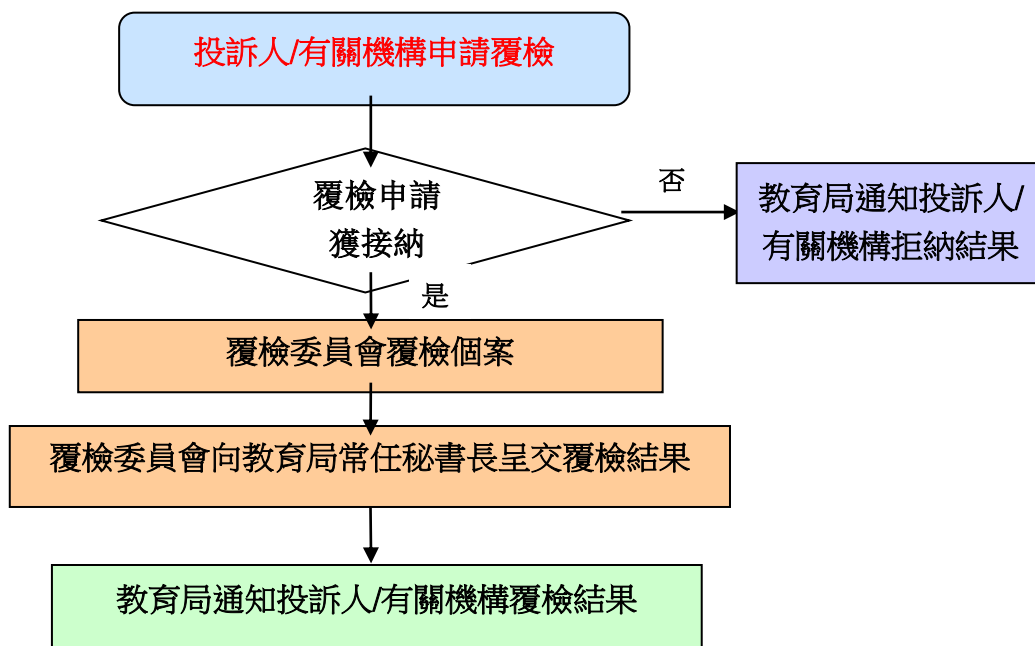 投訴人/有關機構申請覆檢
覆檢申請
獲接納
否
教育局通知投訴人/
有關機構拒納結果
是
覆檢委員會覆檢個案
覆檢委員會向教育局常任秘書長呈交覆檢結果
教育局通知投訴人/有關機構覆檢結果